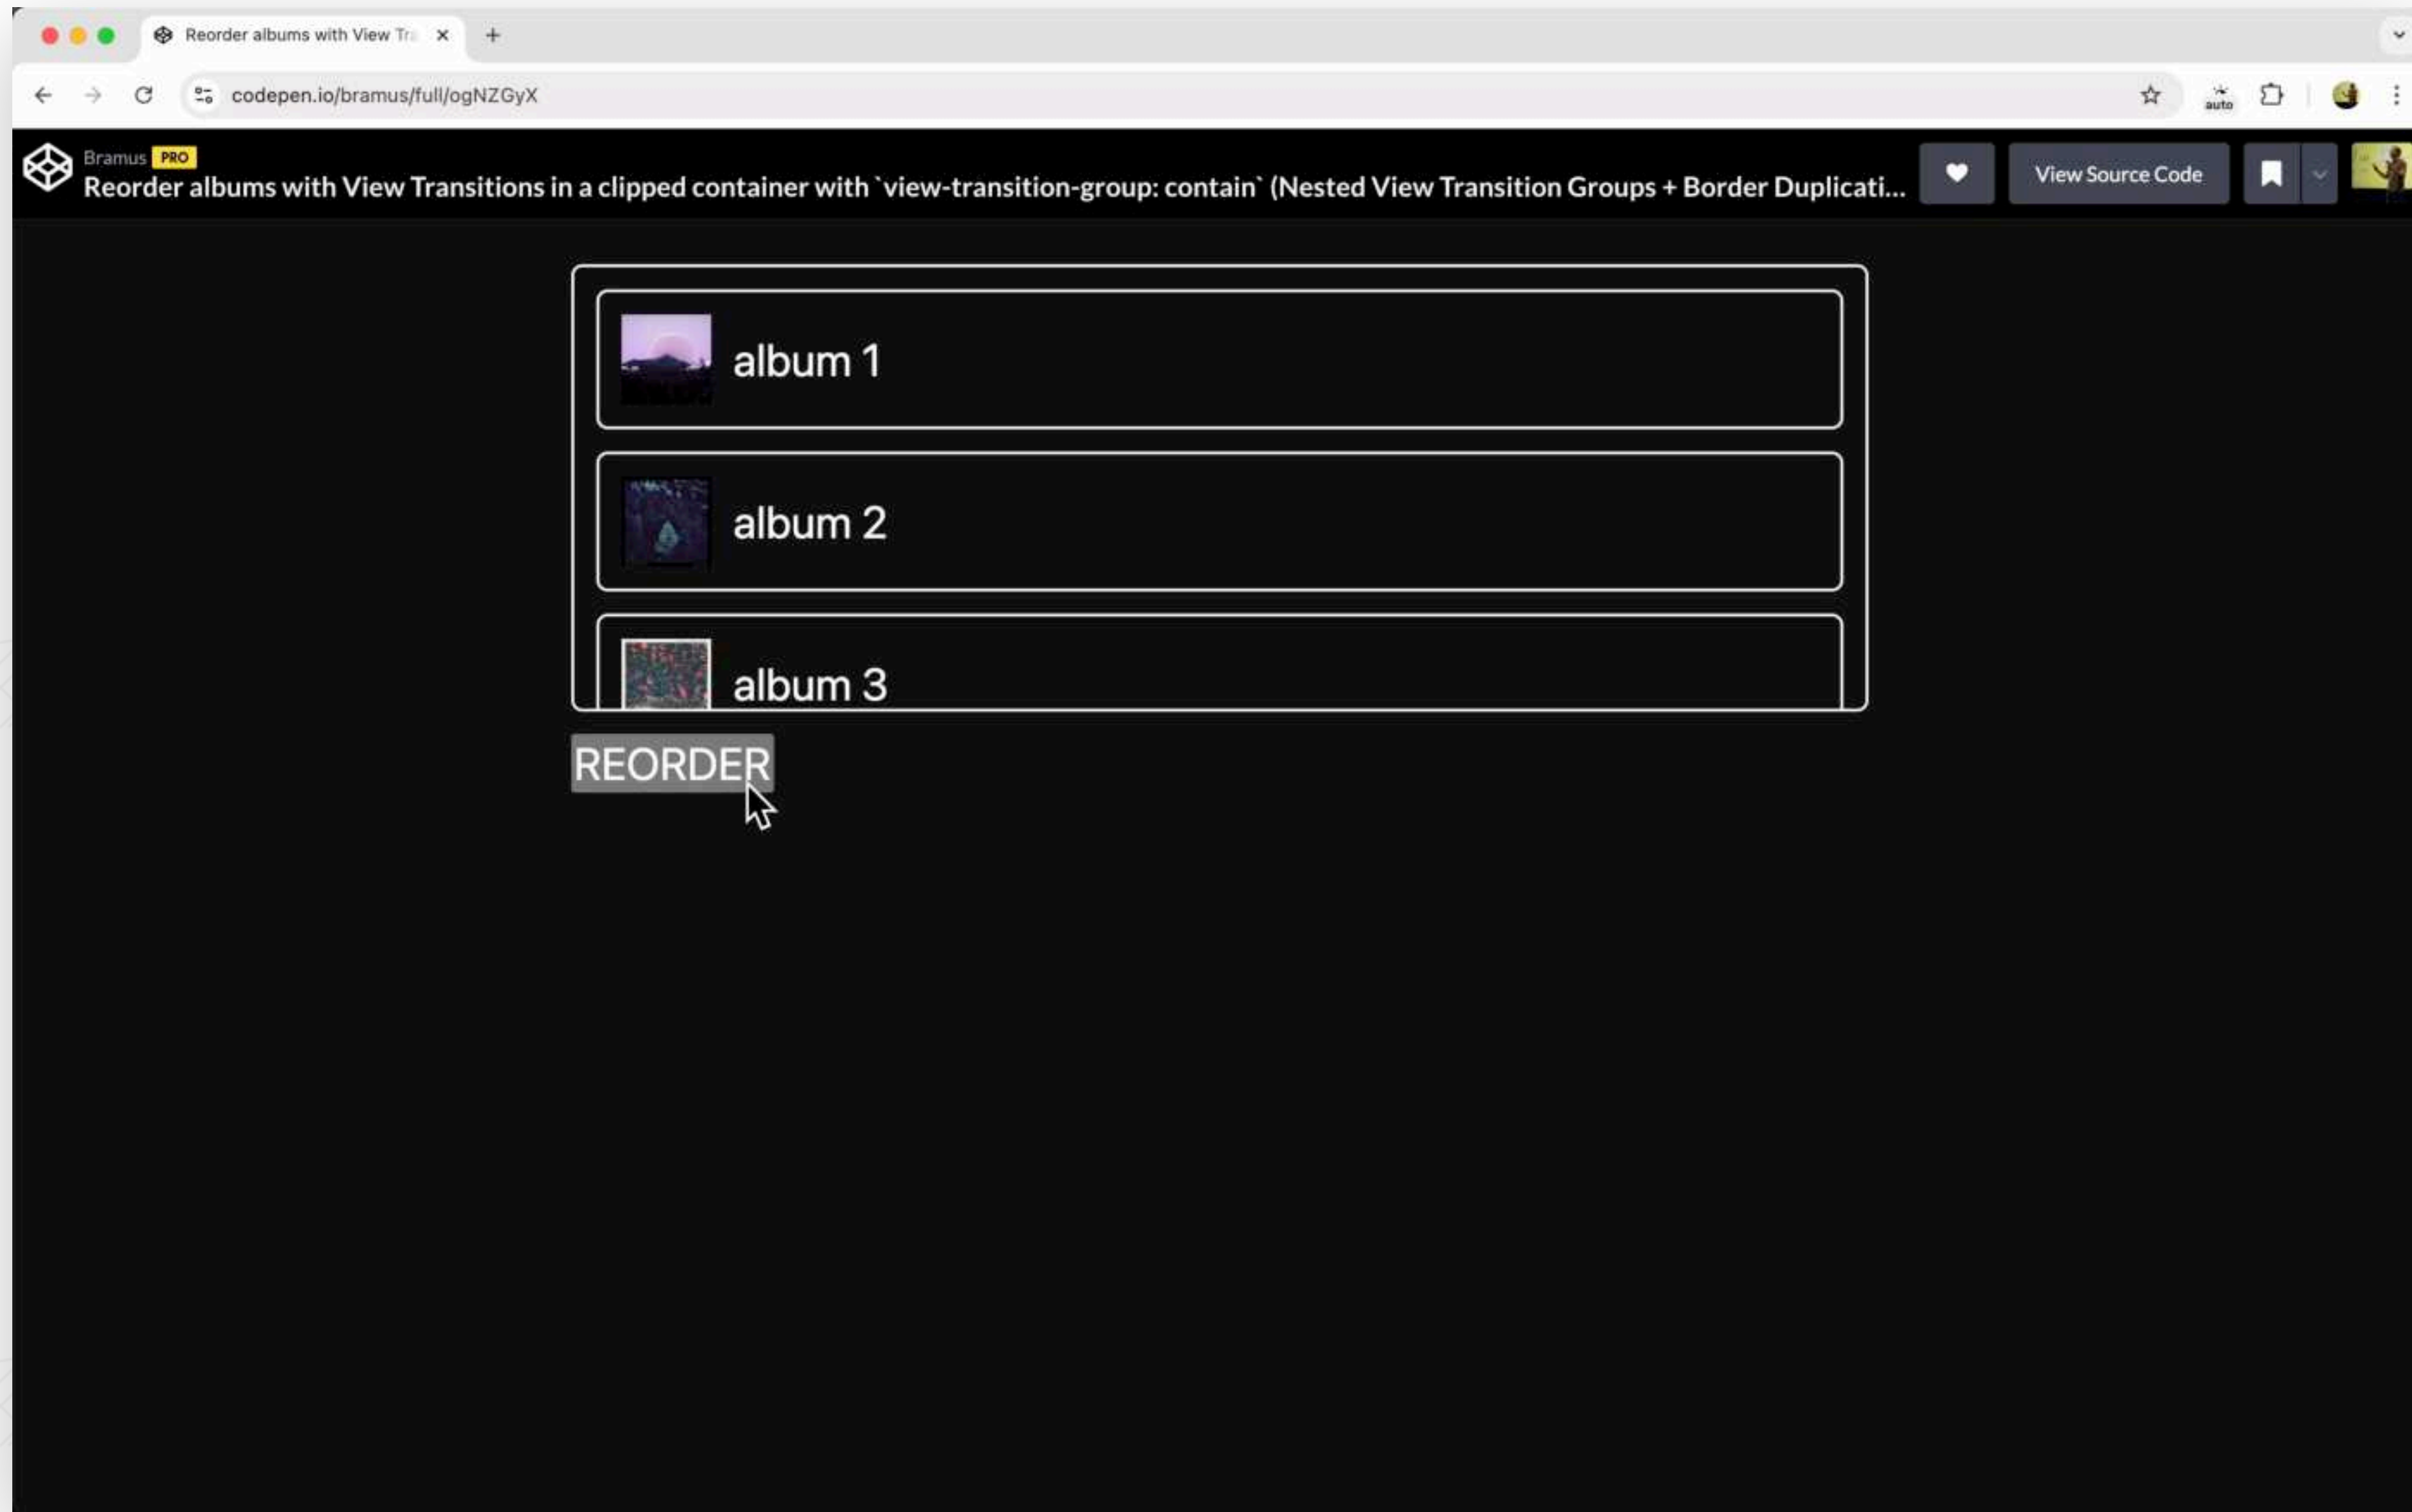 Reorder albums with View Tra
codepen.io/bramus/full/ogNZGyX
auto
Bramus PRO
Reorder albums with View Transitions in a clipped container with `view-transition-group: contain` (Nested View Transition Groups + Border Duplicati...
View Source Code
album 1
album 2
album 3
REORDER